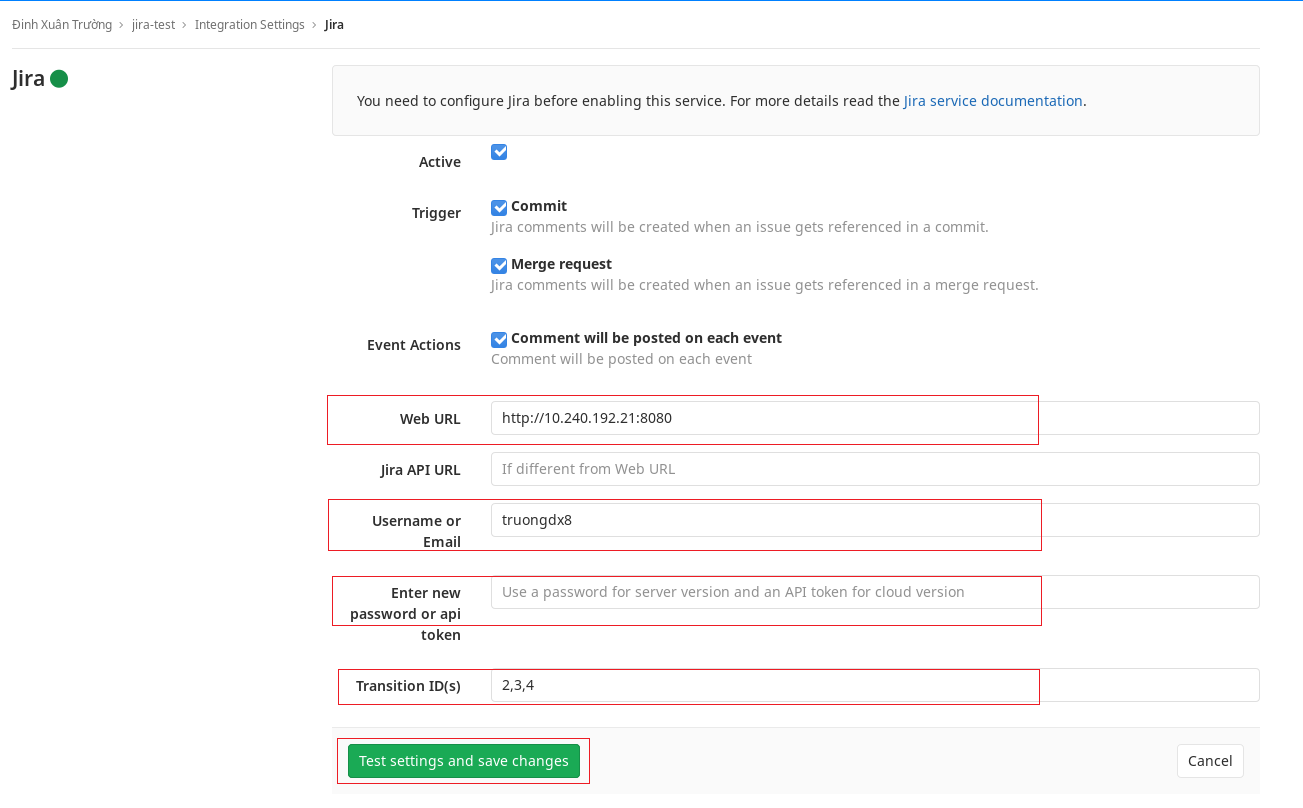 Đinh Xuân Trường › jira-test › Integration Settings › Jira
Jira
You need to configure Jira before enabling this service. For more details read the Jira service documentation.
Active
Trigger
Commit
Jira comments will be created when an issue gets referenced in a commit.
Merge request
Jira comments will be created when an issue gets referenced in a merge request.
Event Actions
Comment will be posted on each event
Comment will be posted on each event
Web URL
http://10.240.192.21:8080
Jira API URL
If different from Web URL
Username or
Email
truongdx8
Enter new
password or api
token
Use a password for server version and an API token for cloud version
Transition ID(s)
2,3,4
Test settings and save changes
Cancel